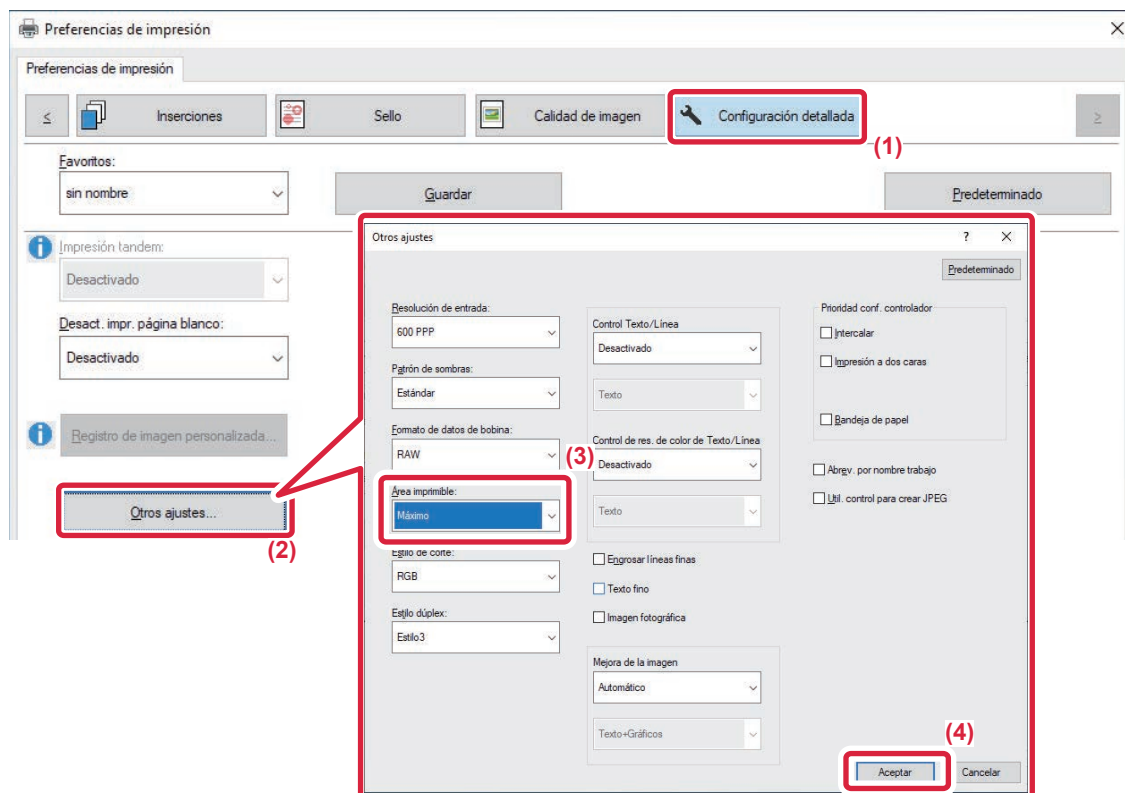 Preferencias de impresión
Preferencias de impresión
<
Inserciones
Sello
Calidad de imagen
Configuración detallada
>
(1)
Favoritos:
sin nombre
Guardar
Predeterminado
Impresión tandem:
Desactivado
Desact. impr. página blanco:
Desactivado
Registro de imagen personalizada...
Otros ajustes...
(2)
Otros ajustes
?
Predeterminado
Resolución de entrada:
600 PPP
Patrón de sombras:
Estándar
Formato de datos de bobina:
RAW
(3)
Área imprimible:
Máximo
Estilo de corte:
RGB
Estilo dúplex:
Estilo3
Control Texto/Línea
Desactivado
Texto
Control de res. de color de Texto/Línea
Desactivado
Texto
Engrosar líneas finas
Texto fino
Imagen fotográfica
Mejora de la imagen
Automático
Texto+Gráficos
Prioridad conf. controlador
Intercalar
Impresión a dos caras
Bandeja de papel
Abrev. por nombre trabajo
Util. control para crear JPEG
(4)
Aceptar
Cancelar